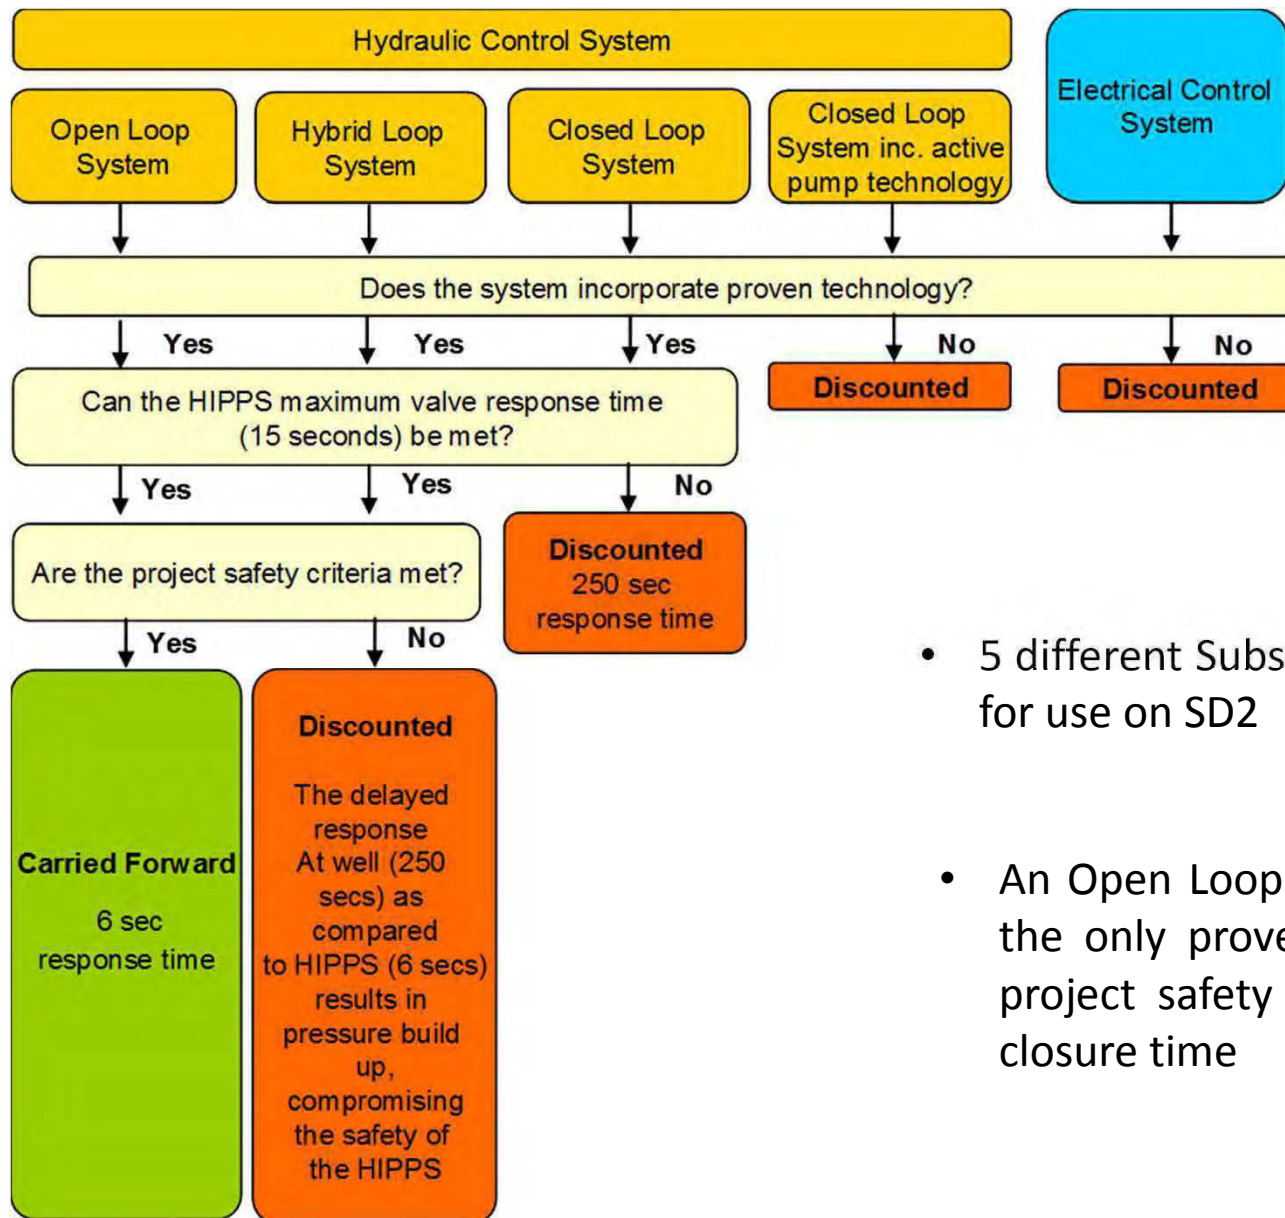 Hydraulic Control System
Open Loop
System
Hybrid Loop
System
Closed Loop
System
Closed Loop
System inc. active
pump technology
Electrical Control
System
Does the system incorporate proven technology?
Yes
Yes
Yes
No
No
Can the HIPPS maximum valve response time
(15 seconds) be met?
Discounted
Discounted
Yes
Yes
No
Are the project safety criteria met?
Discounted
250 sec
response time
Yes
No
Carried Forward
6 sec
response time
Discounted
The delayed
response
At well (250
secs) as
compared
to HIPPS (6 secs)
results in
pressure build
up,
compromising
the safety of
the HIPPS
• 5 different
for use on SD2
• An Open Loop
the only
project safety
closure time